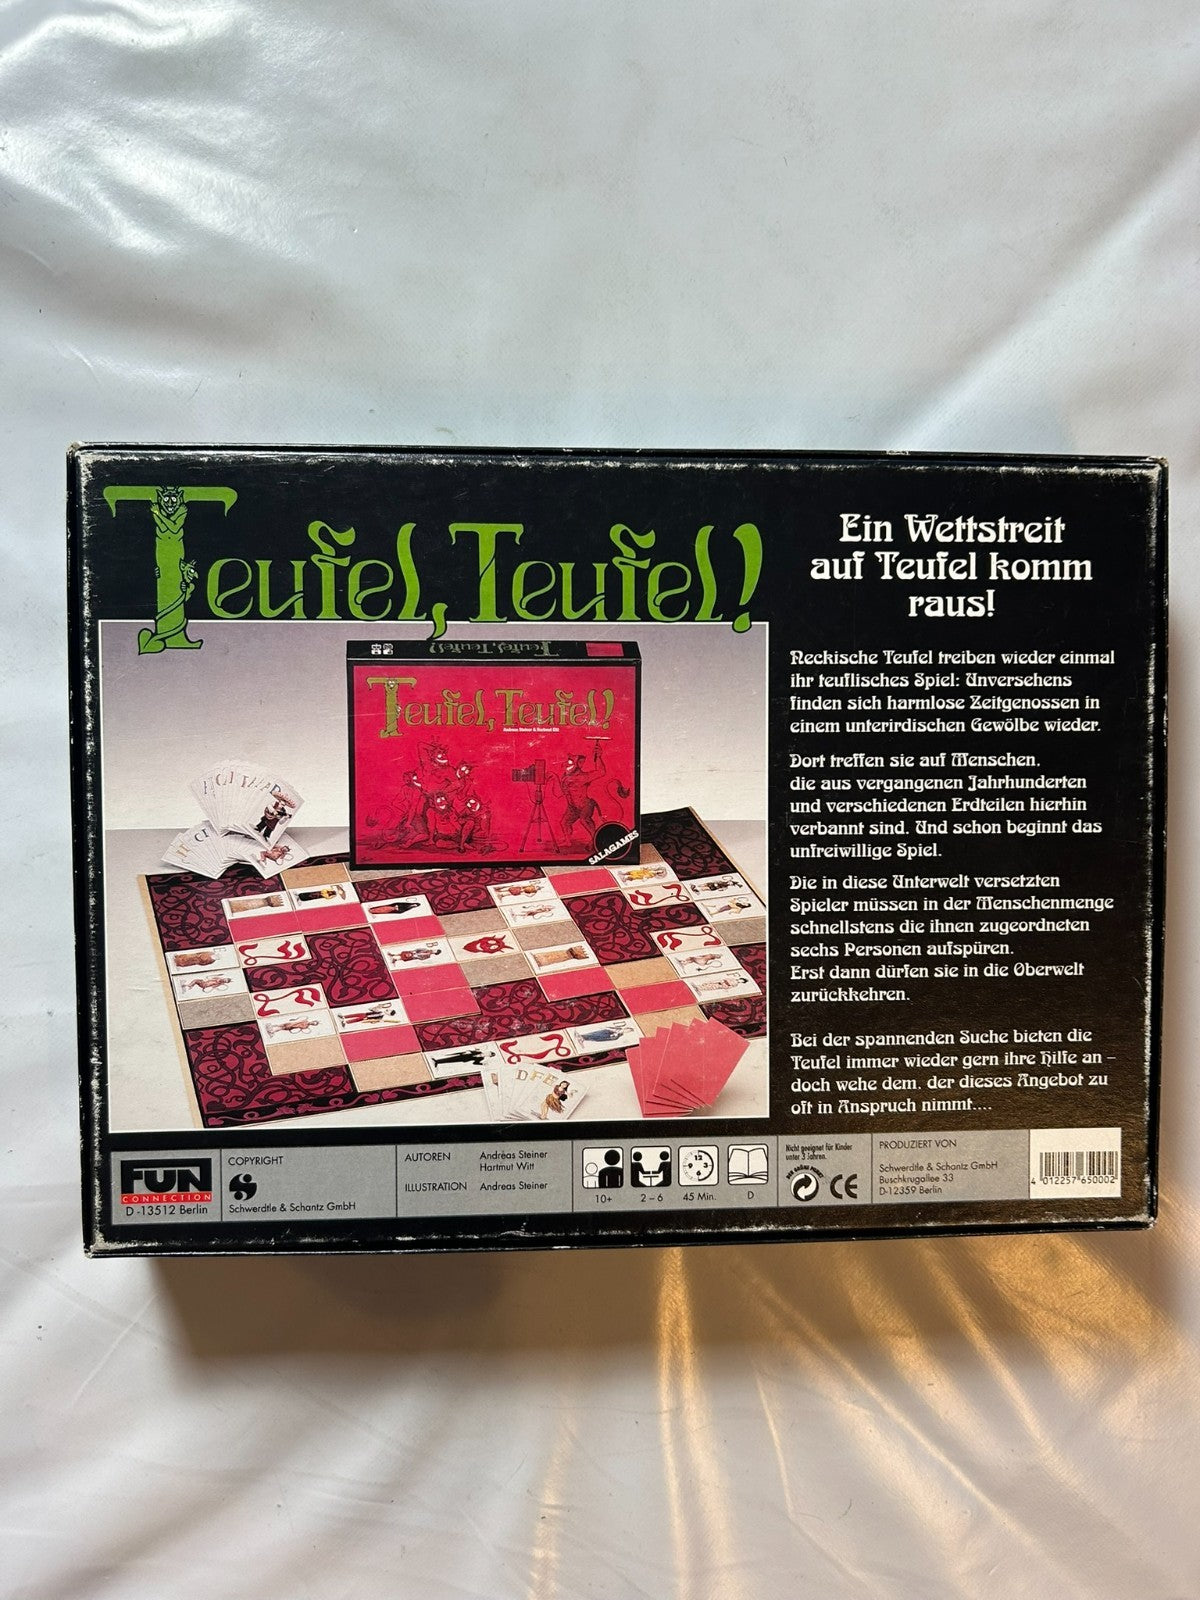 Teufel, Teufel!
Ein Wettstreit
auf Teufel komm
raus!
Neckische Teufel treiben wieder einmal
ihr teuflisches Spiel: Unversehens
finden sich harmlose Zeitgenossen in
einem unterirdischen Gewölbe wieder.
Dort treffen sie auf Menschen.
die aus vergangenen Jahrhunderten
und verschiedenen Erdteilen hierhin
verbannt sind. Und schon beginnt das
unfreiwillige Spiel.
Die in diese Unterwelt versetzten
Spieler müssen in der Menschenmenge
schnellstens die ihnen zugeordneten
sechs Personen aufspüren.
Erst dann dürfen sie in die Oberwelt
zurückkehren.
Bei der spannenden Suche bieten die
Teufel immer wieder gern ihre Hilfe an –
doch wehe dem. der dieses Angebot zu
oft in Anspruch nimmt....
Teufel, Teufel!
Teufel, Teufel!
SALAGAMES
FUN
CONNECTION
D-13512 Berlin
COPYRIGHT
Schwerdtle & Schantz GmbH
AUTOREN Andréas Steiner
Hartmut Witt
ILLUSTRATION Andreas Steiner
10+
2 – 6
45 Min.
D
Nicht geeignet für Kinder
unter 3 Jahren.
DER GRÜNE PUNKT
CE
PRODUZIERT VON
Schwerdtle & Schantz GmbH
Buschkrugallee 33
D-12359 Berlin
4 012257 650002